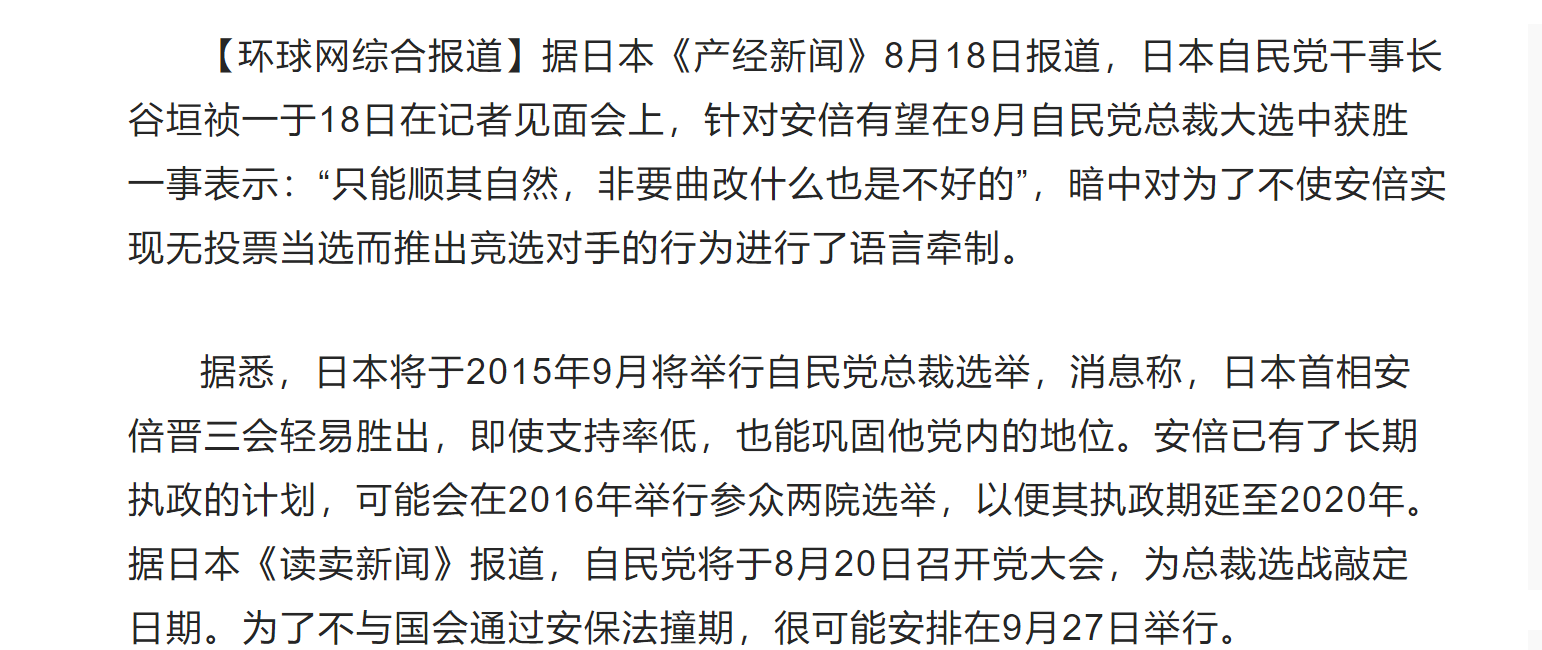 【环球网综合报道】据日本《产经新闻》8月18日报道，日本自民党干事长
谷垣祯一于18日在记者见面会上，针对安倍有望在9月自民党总裁大选中获胜
一事表示：“只能顺其自然，非要曲改什么也是不好的”，暗中对为了不使安倍实
现无投票当选而推出竞选对手的行为进行了语言牵制。
据悉，日本将于2015年9月将举行自民党总裁选举，消息称，日本首相安
倍晋三会轻易胜出，即使支持率低，也能巩固他党内的地位。安倍已有了长期
执政的计划，可能会在2016年举行参众两院选举，以便其执政期延至2020年。
据日本《读卖新闻》报道，自民党将于8月20日召开党大会，为总裁选战敲定
日期。为了不与国会通过安保法撞期，很可能安排在9月27日举行。